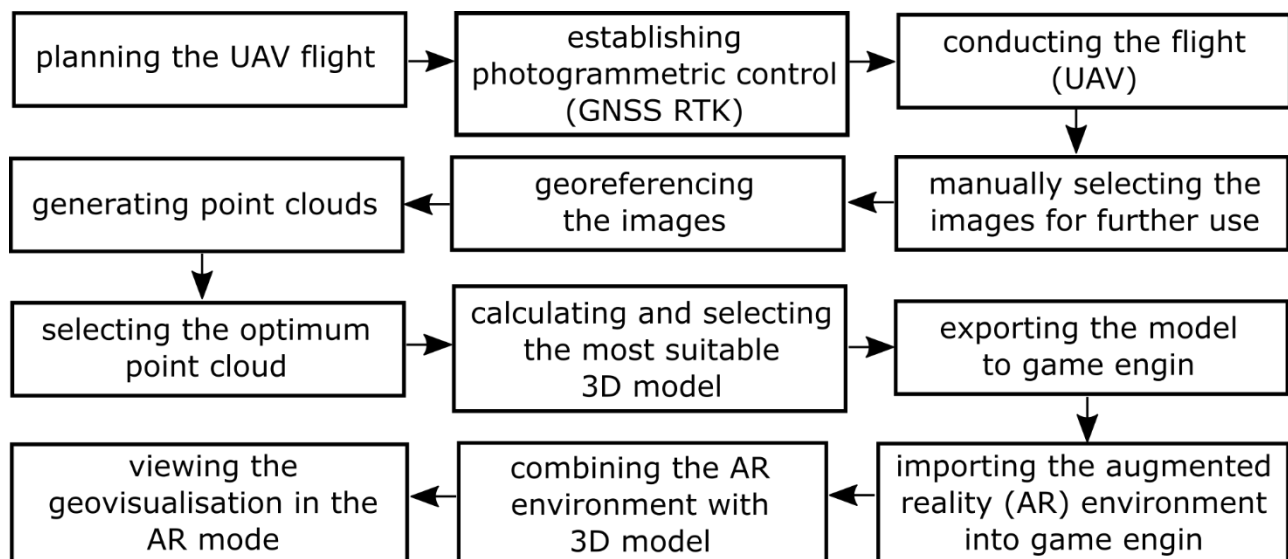 planning the UAV flight
establishing
photogrammetric control
(GNSS RTK)
conducting the flight
(UAV)
manually selecting the
images for further use
georeferencing
the images
generating point clouds
selecting the optimum
point cloud
calculating and selecting
the most suitable
3D model
exporting the model
to game engin
importing the augmented
reality (AR) environment
into game engin
combining the AR
environment with
3D model
viewing the
geovisualisation in the
AR mode